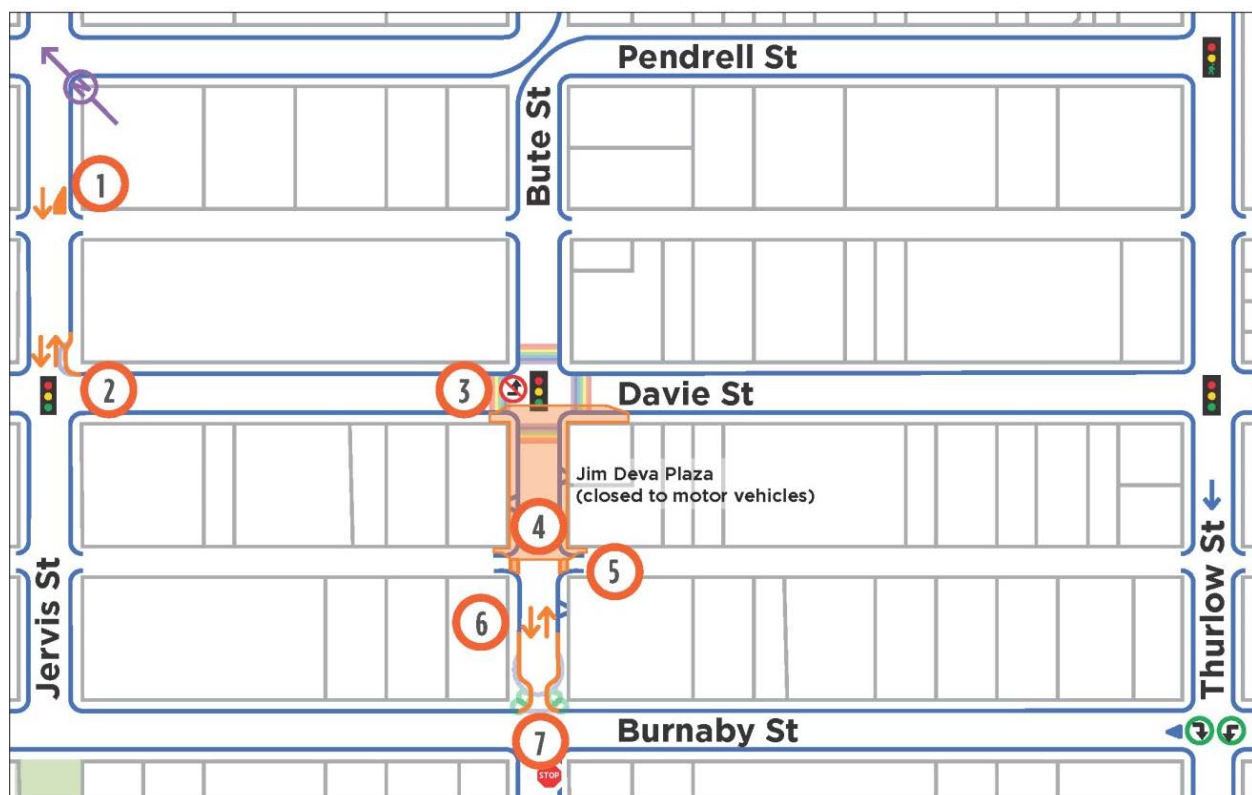 Pendrell St
Bute St
N
1
2
3
Davie St
Jim Deva Plaza
(closed to motor vehicles)
4
5
6
Jervis St
Thurlow St
7
Burnaby St
STOP